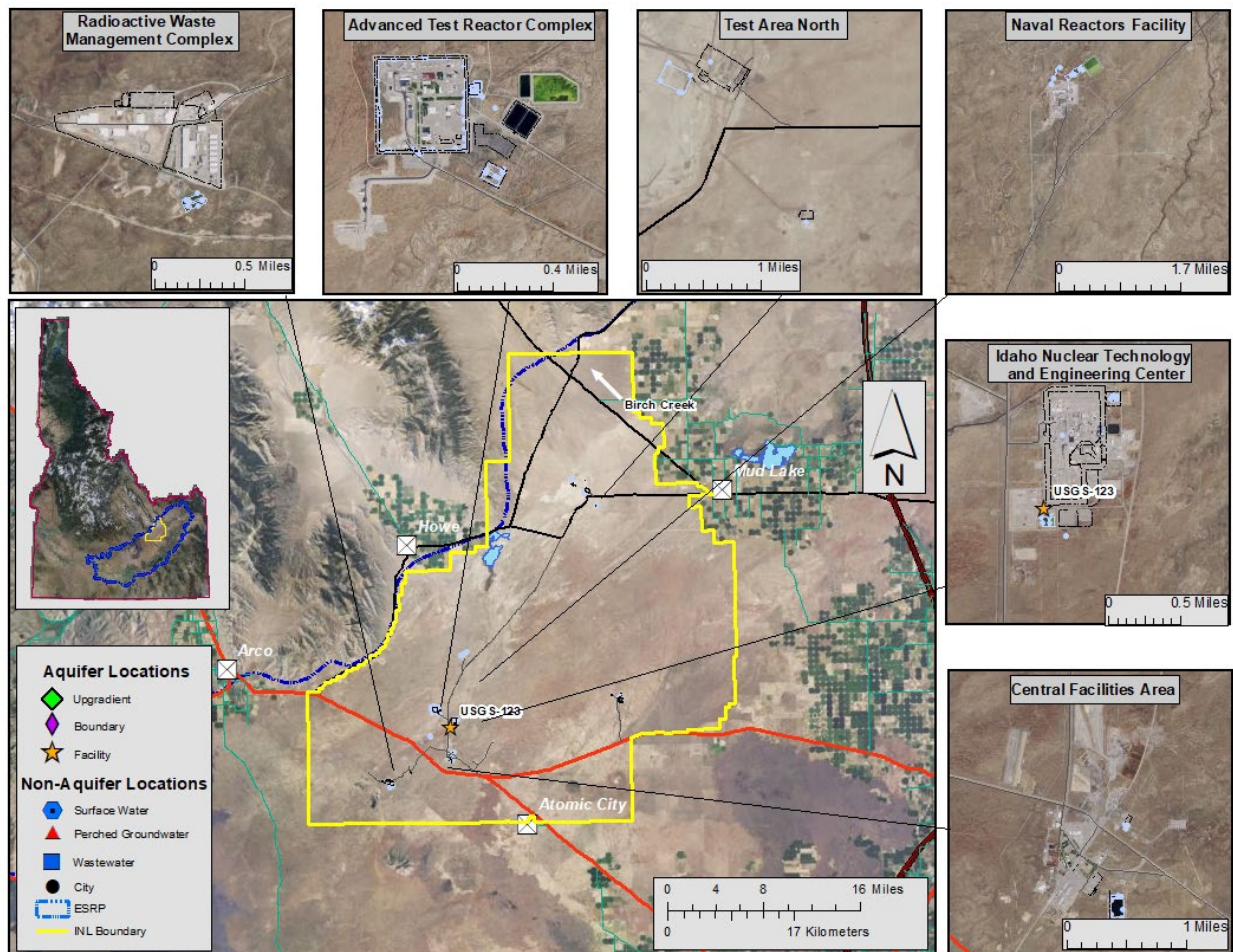 Radioactive Waste
Management Complex
0
0.5 Miles
Advanced Test Reactor Complex
0
0.4 Miles
Test Area North
0
1 Miles
Naval Reactors Facility
0
1.7 Miles
Birch Creek
N
Mud Lake
Howe
Arco
USGS-123
Atomic City
0 4 8 16 Miles
0 17 Kilometers
Aquifer Locations
Upgradient
Boundary
Facility
Non-Aquifer Locations
Surface Water
Perched Groundwater
Wastewater
City
ESRP
INL Boundary
Idaho Nuclear Technology
and Engineering Center
USGS-123
0
0.5 Miles
Central Facilities Area
0
1 Miles